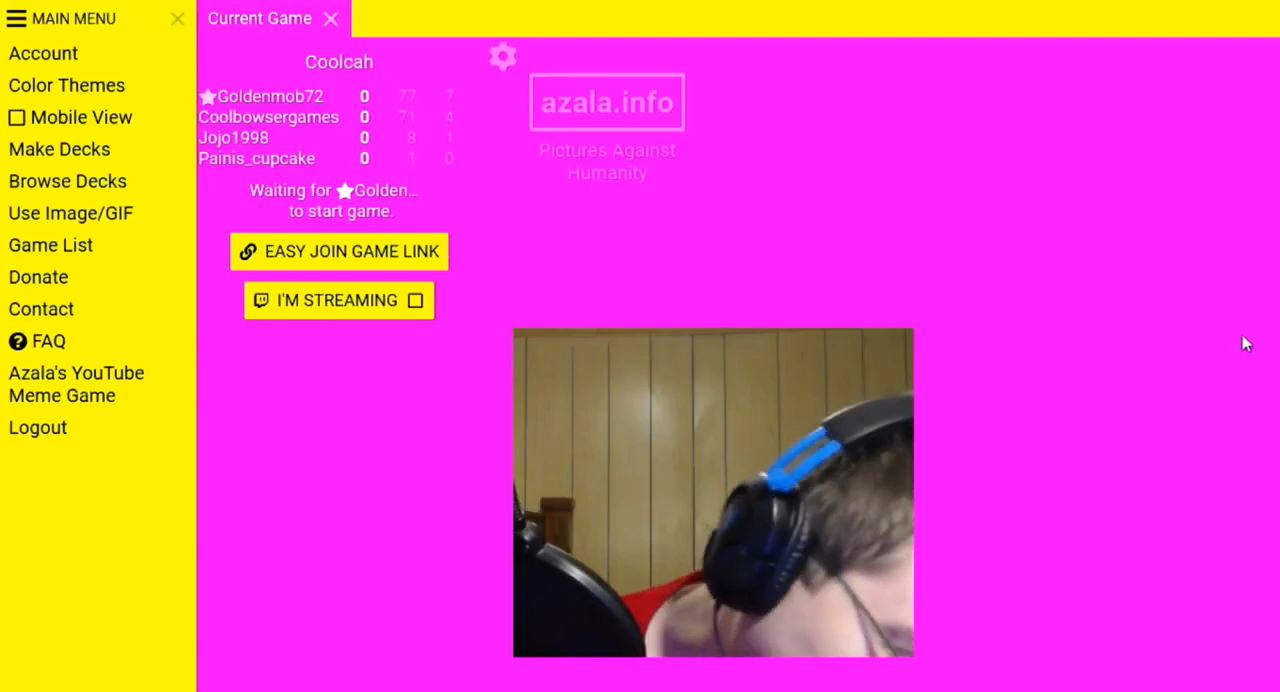 MAIN MENU
Account
Color Themes
Mobile View
Make Decks
Browse Decks
Use Image/GIF
Game List
Donate
Contact
FAQ
Azala's YouTube
Meme Game
Logout
Current Game
Coolcah
Goldenmob72 0 77 7
Coolbowsergames 0 71 4
Jojo1998 0 8 1
Painis_cupcake 0 1 0
Waiting for Golden...
to start game.
EASY JOIN GAME LINK
I'M STREAMING
azala.info
Pictures Against
Humanity